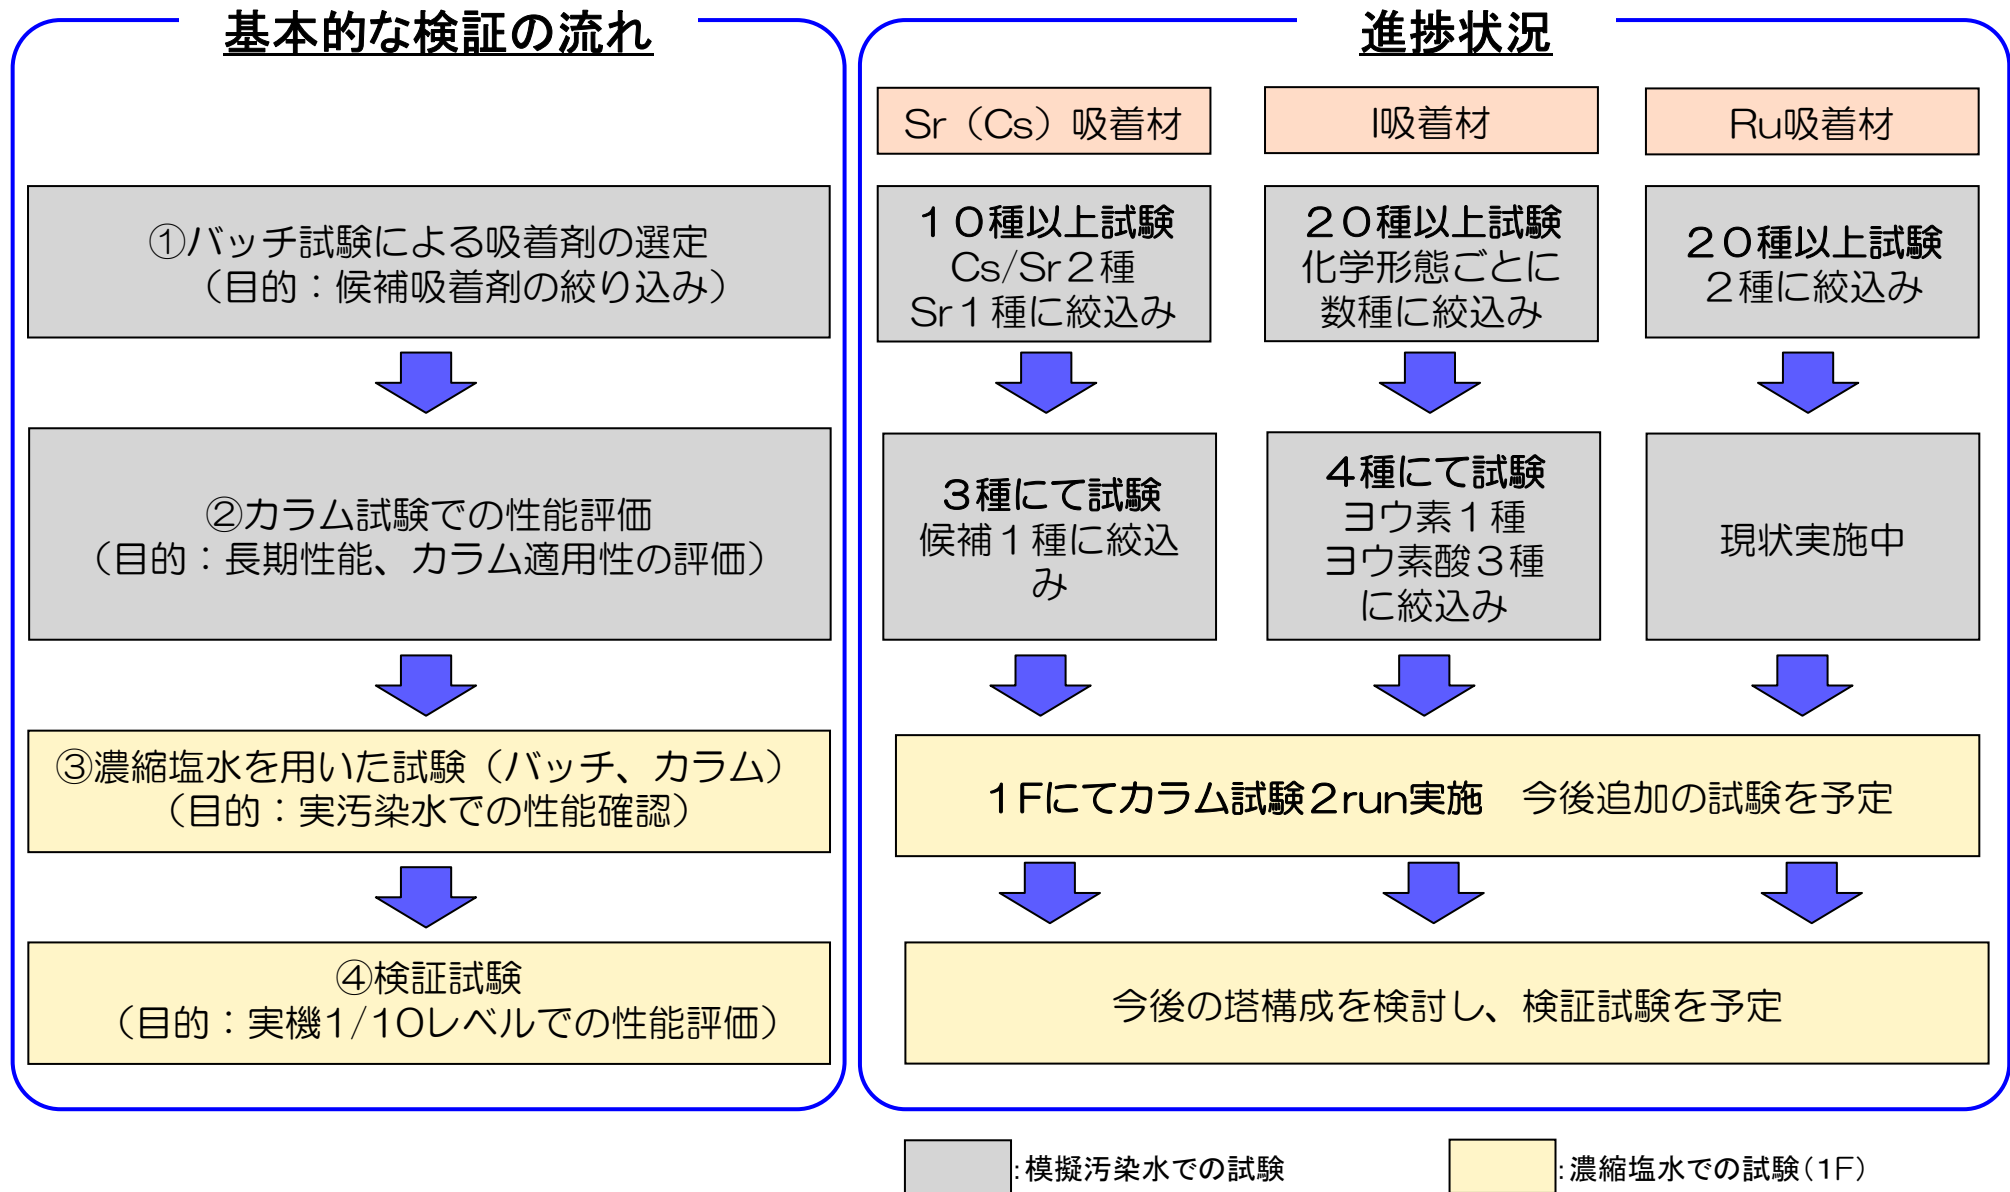 基本的な検証の流れ
①バッチ試験による吸着剤の選定
（目的：候補吸着剤の絞り込み）
②カラム試験での性能評価
（目的：長期性能、カラム適用性の評価）
③濃縮塩水を用いた試験（バッチ、カラム）
（目的：実汚染水での性能確認）
④検証試験
（目的：実機1/10レベルでの性能評価）
進捗状況
Sr（Cs）吸着材
I吸着材
Ru吸着材
１０種以上試験
Cs/Sr２種
Sr１種に絞込み
２０種以上試験
化学形態ごとに
数種に絞込み
２０種以上試験
２種に絞込み
３種にて試験
候補１種に絞込
み
４種にて試験
ヨウ素１種
ヨウ素酸３種
に絞込み
現状実施中
１Fにてカラム試験２run実施　今後追加の試験を予定
今後の塔構成を検討し、検証試験を予定
：模擬汚染水での試験
：濃縮塩水での試験（１F）